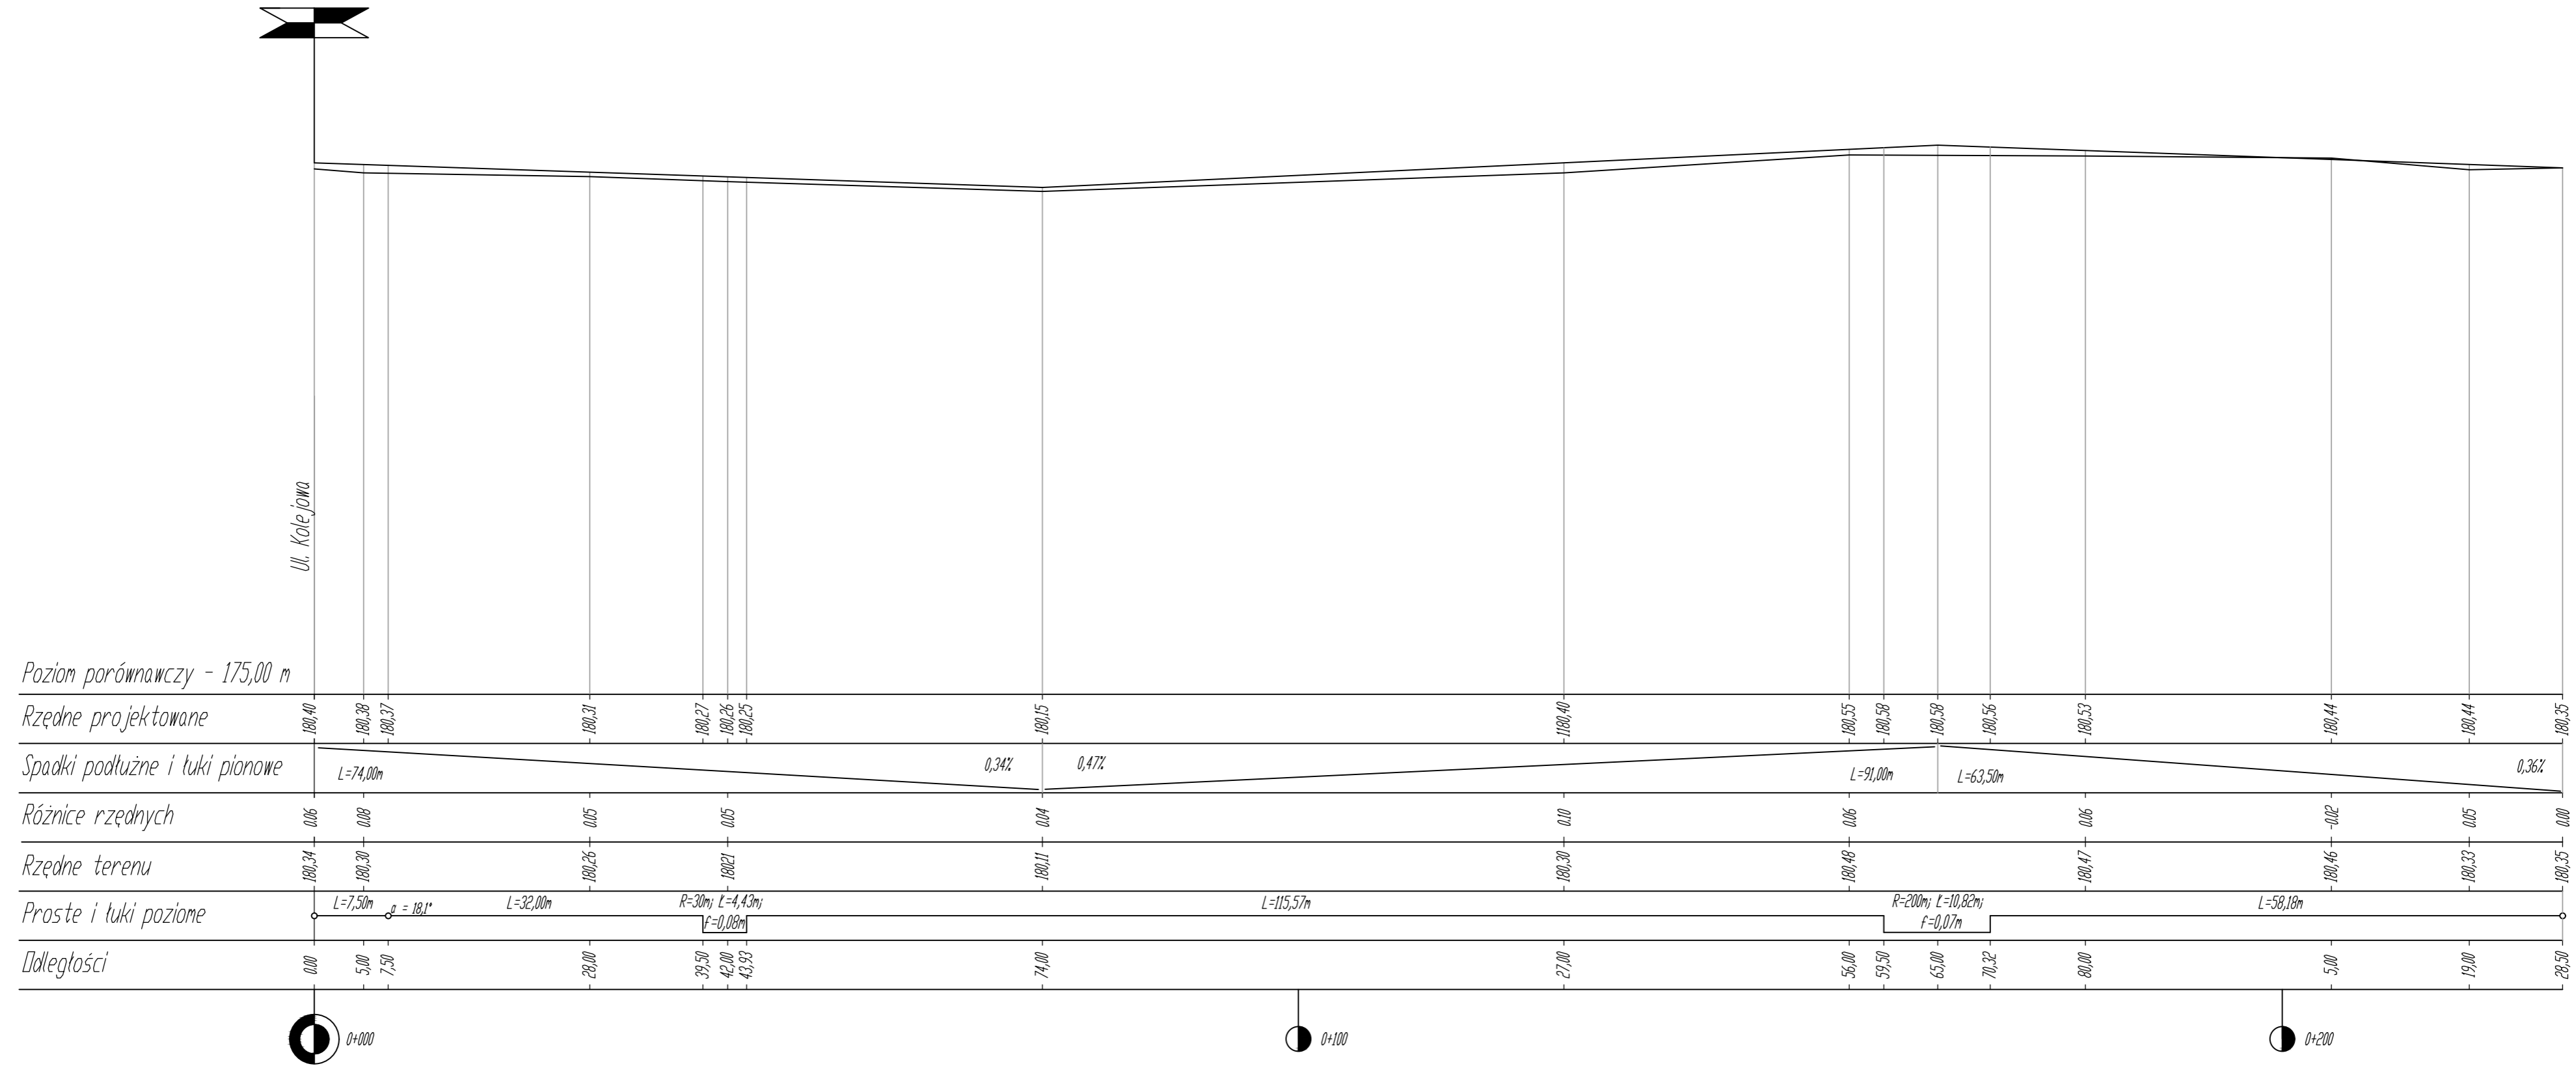 Ul. Kolejowa
Poziom porównawczy - 175,00 m
Rzędne projektowane
180,40 180,38 180,37 180,31 180,27 180,26 180,25 180,15 1180,40 180,55 180,58 180,58 180,56 180,53 180,44 180,44 180,35
Spadki podłużne i łuki pionowe
L=74,00m 0,34% 0,47% L=91,00m L=63,50m 0,36%
Różnice rzędnych
0.06 0.08 0.05 0.05 0.04 0.10 0.06 0.06 -0.02 0.05 0.00
Rzędne terenu
180,34 180,30 180,26 18021 180,11 180,30 180,48 180,47 180,46 180,33 180,35
Proste i łuki poziome
L=7,50m α = 18,1° L=32,00m R=30m; Ł=4,43m; L=115,57m R=200m; Ł=10,82m; L=58,18m
f=0,08m f=0,07m
Odległości
0.00 5,00 7,50 28,00 39,50 42,00 43,93 74,00 27,00 56,00 59,50 65,00 70,32 80,00 5,00 19,00 28,50
0+000 0+100 0+200